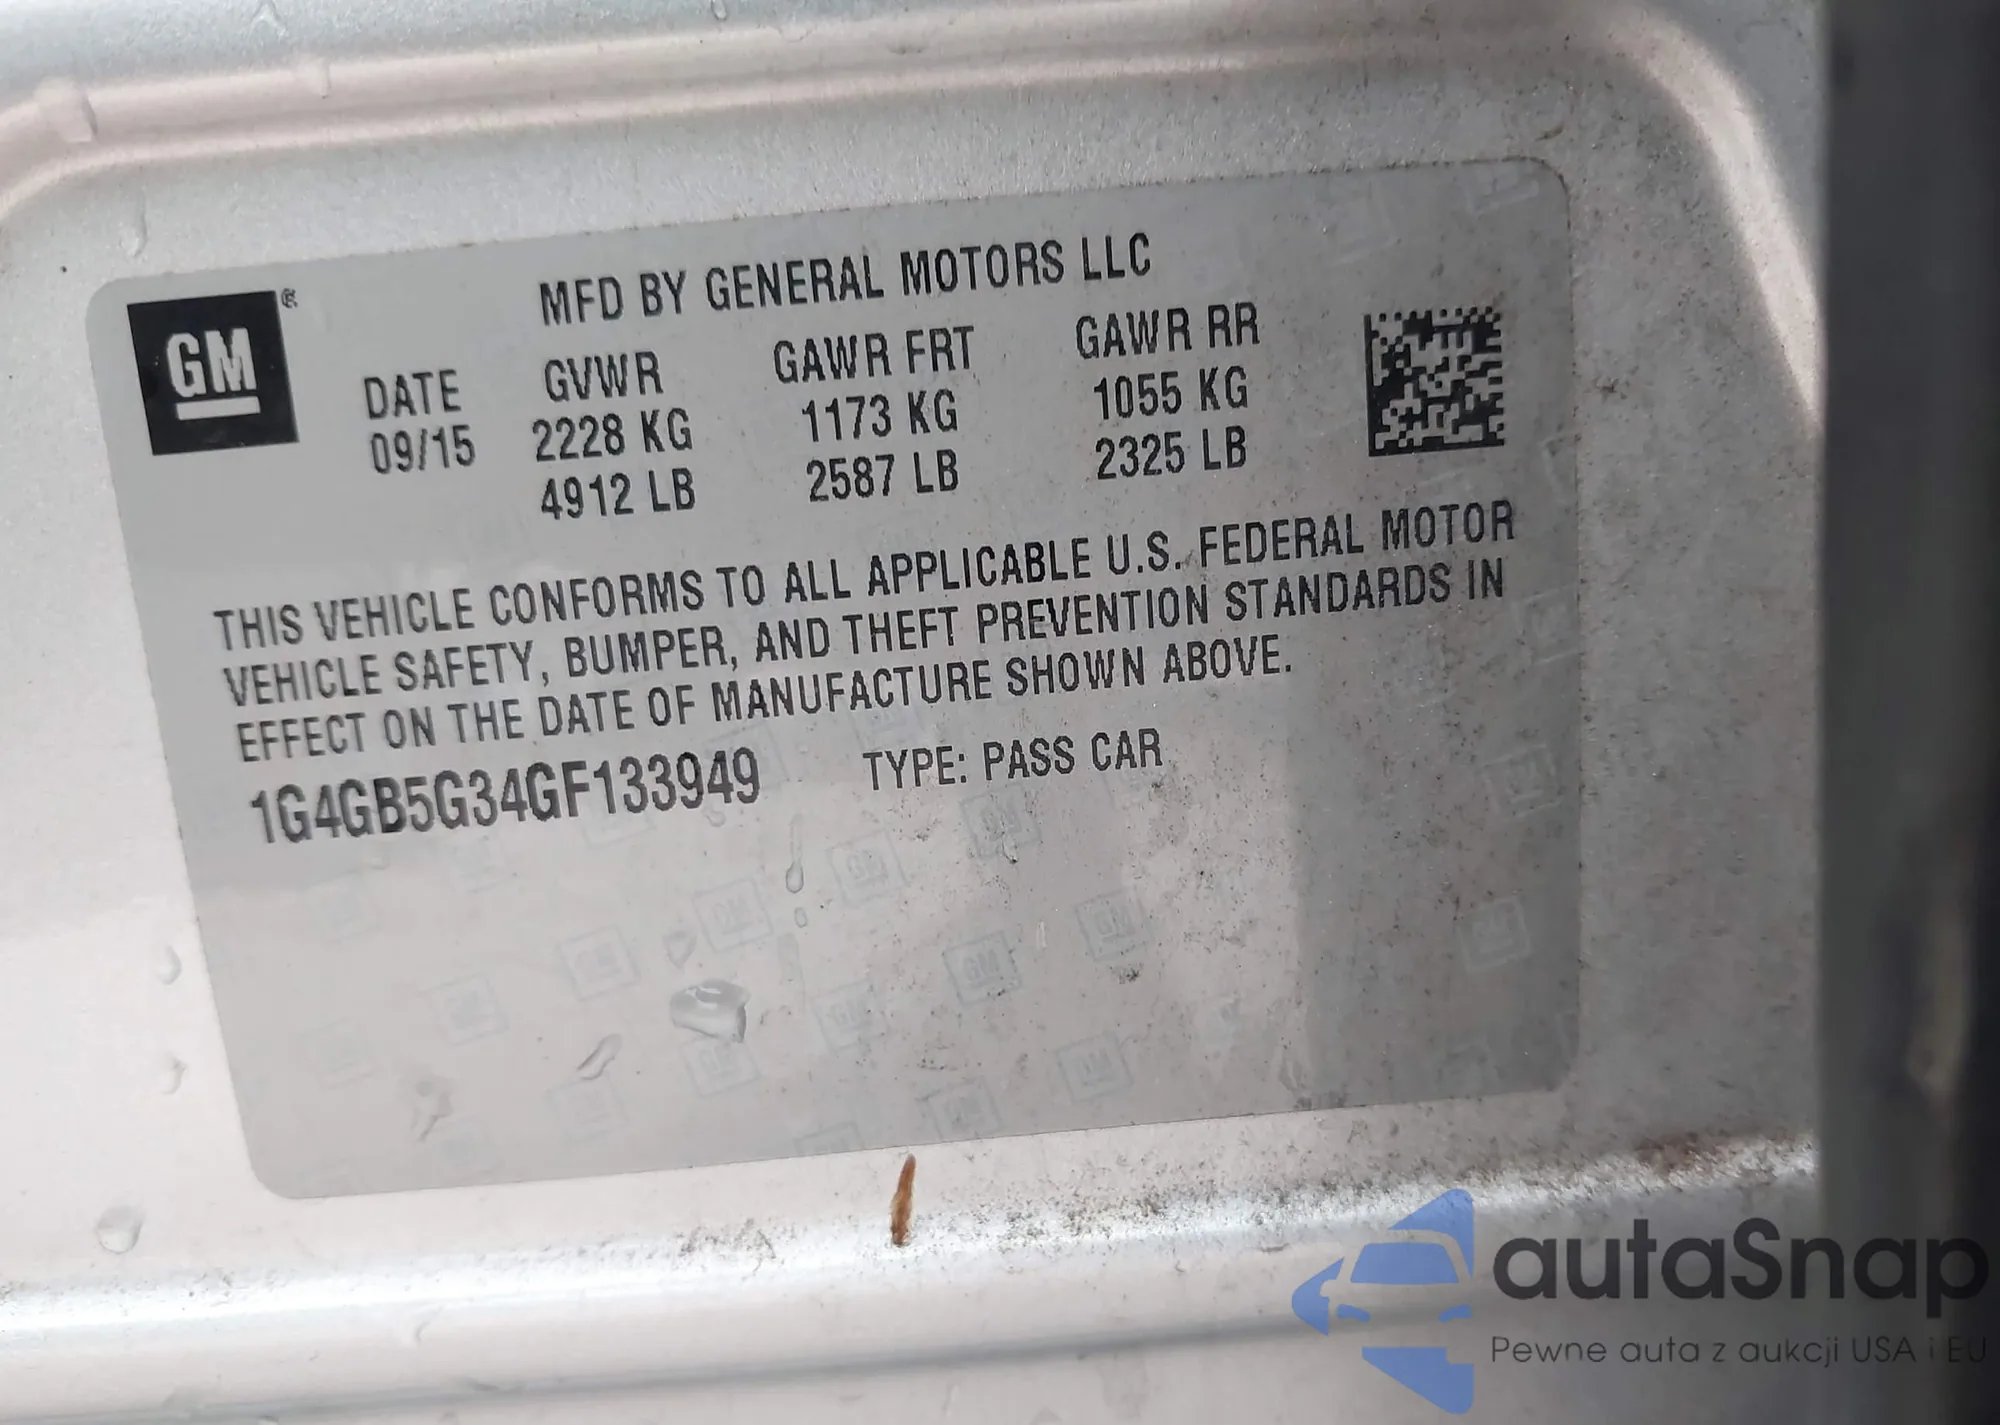 MFD BY GENERAL MOTORS LLC
GM ®
DATE GVWR GAWR FRT GAWR RR
09/15 2228 KG 1173 KG 1055 KG
4912 LB 2587 LB 2325 LB
THIS VEHICLE CONFORMS TO ALL APPLICABLE U.S. FEDERAL MOTOR
VEHICLE SAFETY, BUMPER, AND THEFT PREVENTION STANDARDS IN
EFFECT ON THE DATE OF MANUFACTURE SHOWN ABOVE.
1G4GB5G34GF133949 TYPE: PASS CAR
autaSnap
Pewne auta z aukcji USA i EU